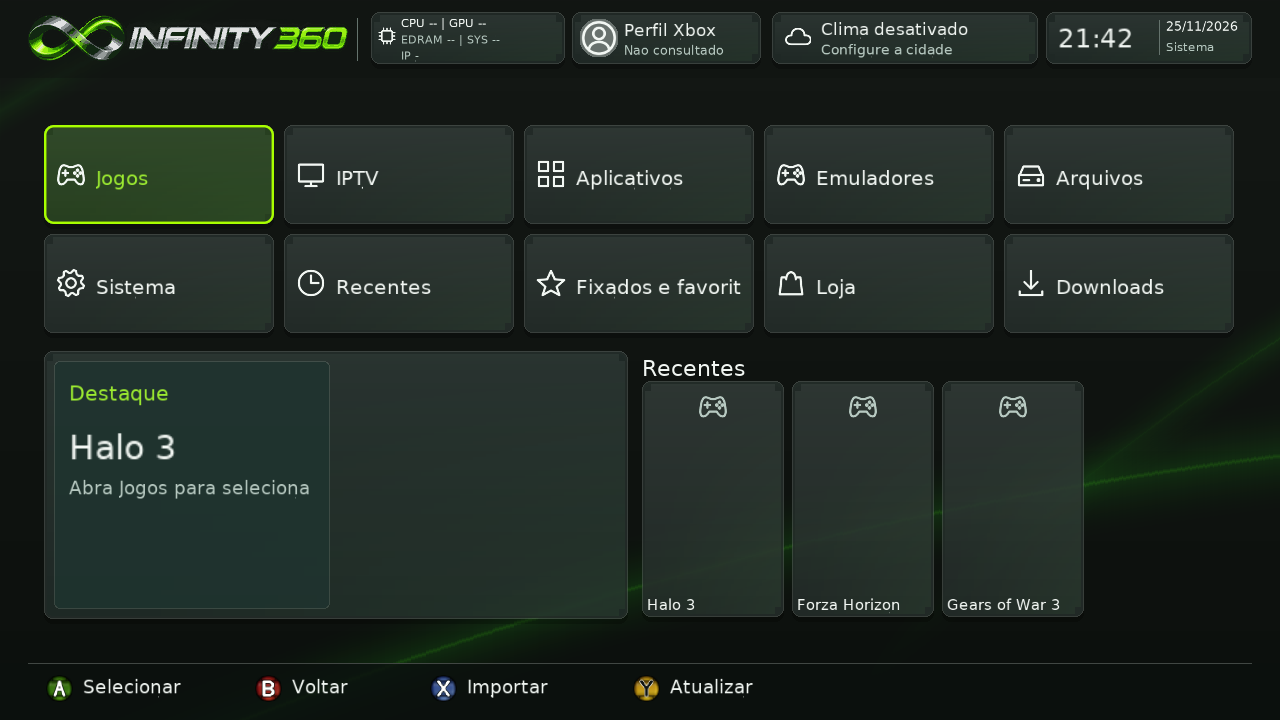 INFINITY 360
CPU -- | GPU --
EDRAM -- | SYS --
IP -
Perfil Xbox
Nao consultado
Clima desativado
Configure a cidade
21:42
25/11/2026
Sistema
Jogos
IPTV
Aplicativos
Emuladores
Arquivos
Sistema
Recentes
Fixados e favorit
Loja
Downloads
Destaque
Halo 3
Abra Jogos para seleciona
Recentes
Halo 3
Forza Horizon
Gears of War 3
A Selecionar
B Voltar
X Importar
Y Atualizar